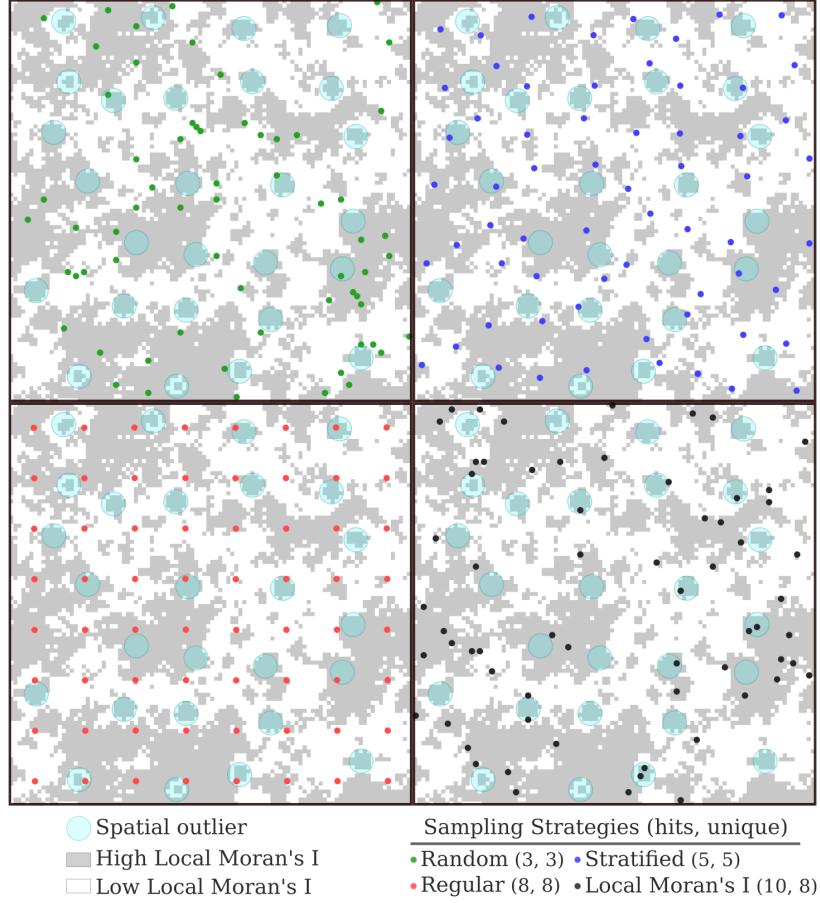 Spatial outlier
High Local Moran's I
Low Local Moran's I
Sampling Strategies (hits, unique)
Random (3, 3) Stratified (5, 5)
Regular (8, 8) Local Moran's I (10, 8)